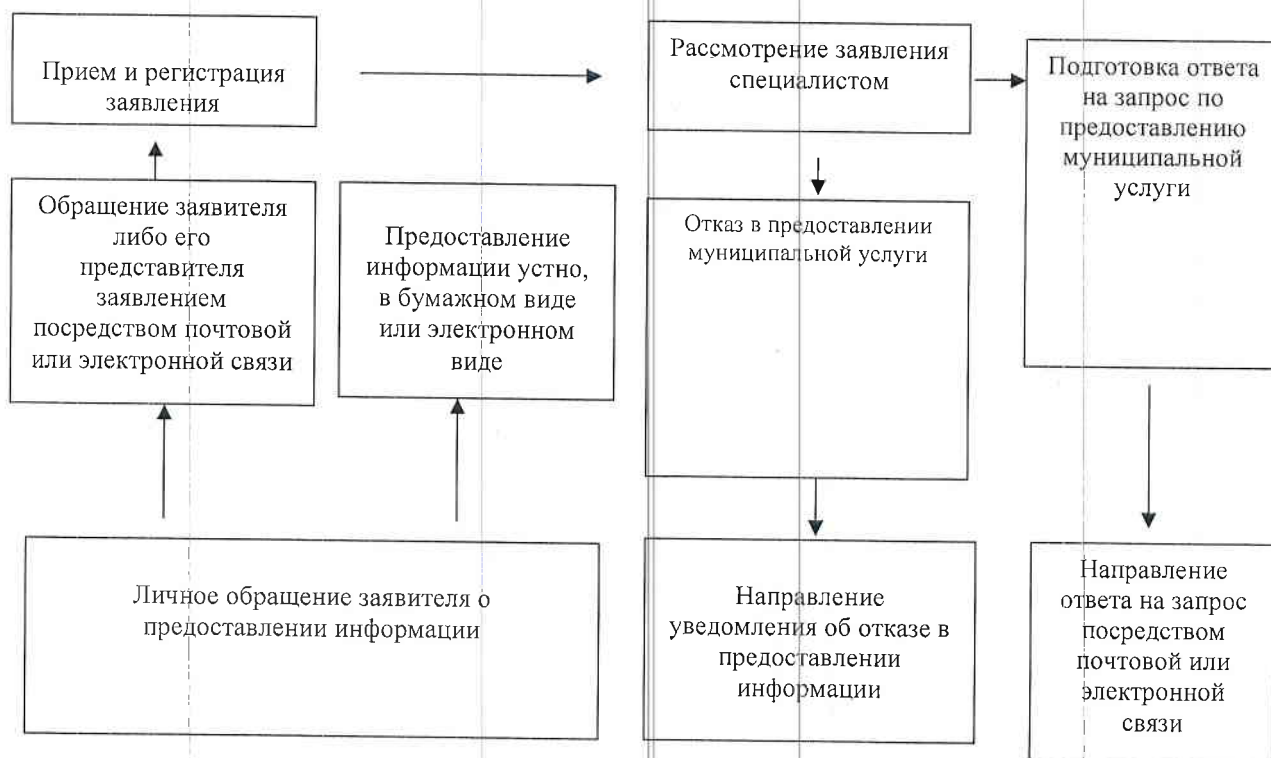 Прием и регистрация
заявления
Рассмотрение заявления
специалистом
Подготовка ответа
на запрос по
предоставлению
муниципальной
услуги
Обращение заявителя
либо его
представителя
заявлением
посредством почтовой
или электронной связи
Предоставление
информации устно,
в бумажном виде
или электронном
виде
Отказ в предоставлении
муниципальной услуги
Личное обращение заявителя о
предоставлении информации
Направление
уведомления об отказе в
предоставлении
информации
Направление
ответа на запрос
посредством
почтовой или
электронной
связи